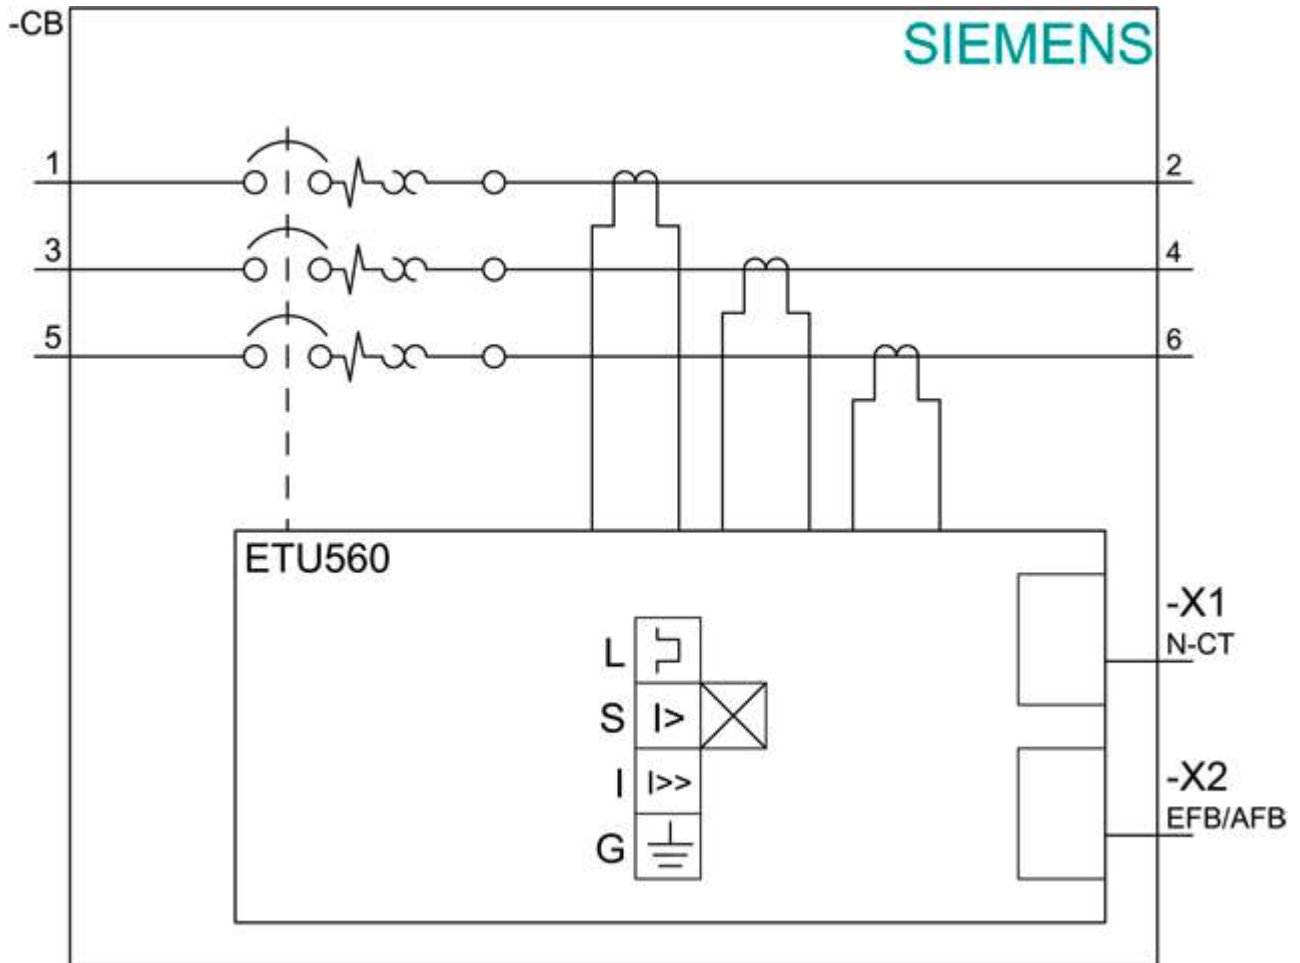 -CB
SIEMENS
1
2
3
4
5
6
ETU560
-X1
N-CT
L
S I>
I I>>
-X2
EFB/AFB
G